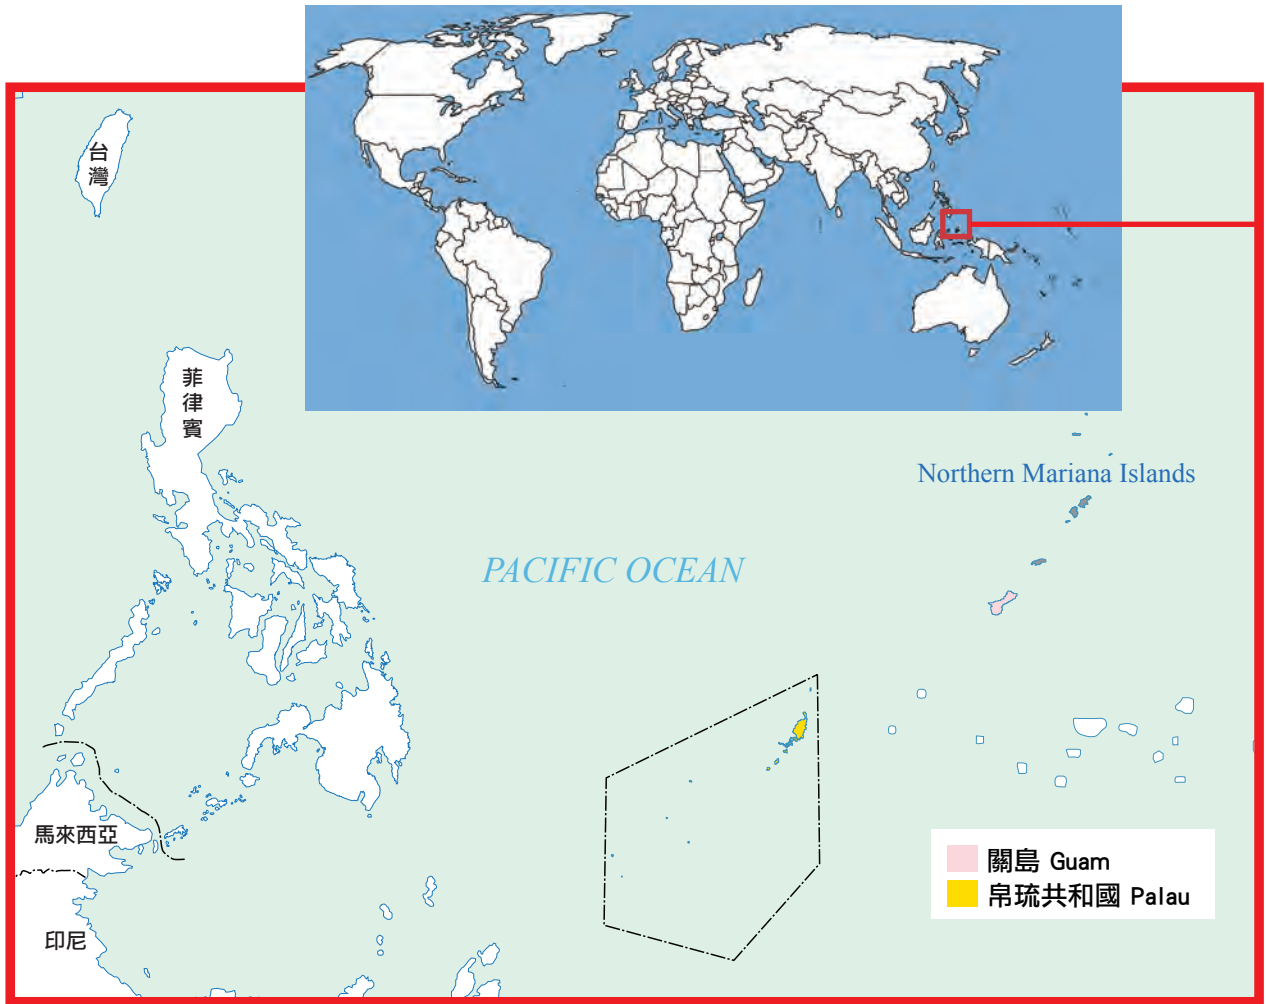 台灣
菲律賓
Northern Mariana Islands
PACIFIC OCEAN
馬來西亞
關島 Guam
帛琉共和國 Palau
印尼